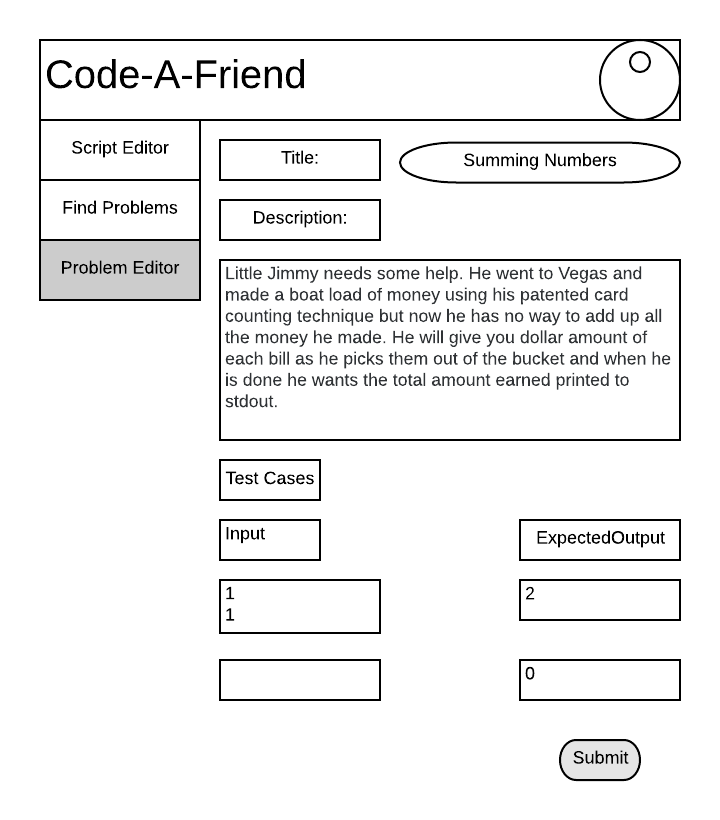 Code-A-Friend
Script Editor
Find Problems
Problem Editor
Title:
Summing Numbers
Description:
Little Jimmy needs some help. He went to Vegas and
made a boat load of money using his patented card
counting technique but now he has no way to add up all
the money he made. He will give you dollar amount of
each bill as he picks them out of the bucket and when he
is done he wants the total amount earned printed to
stdout.
Test Cases
Input
ExpectedOutput
1
1
2
0
Submit